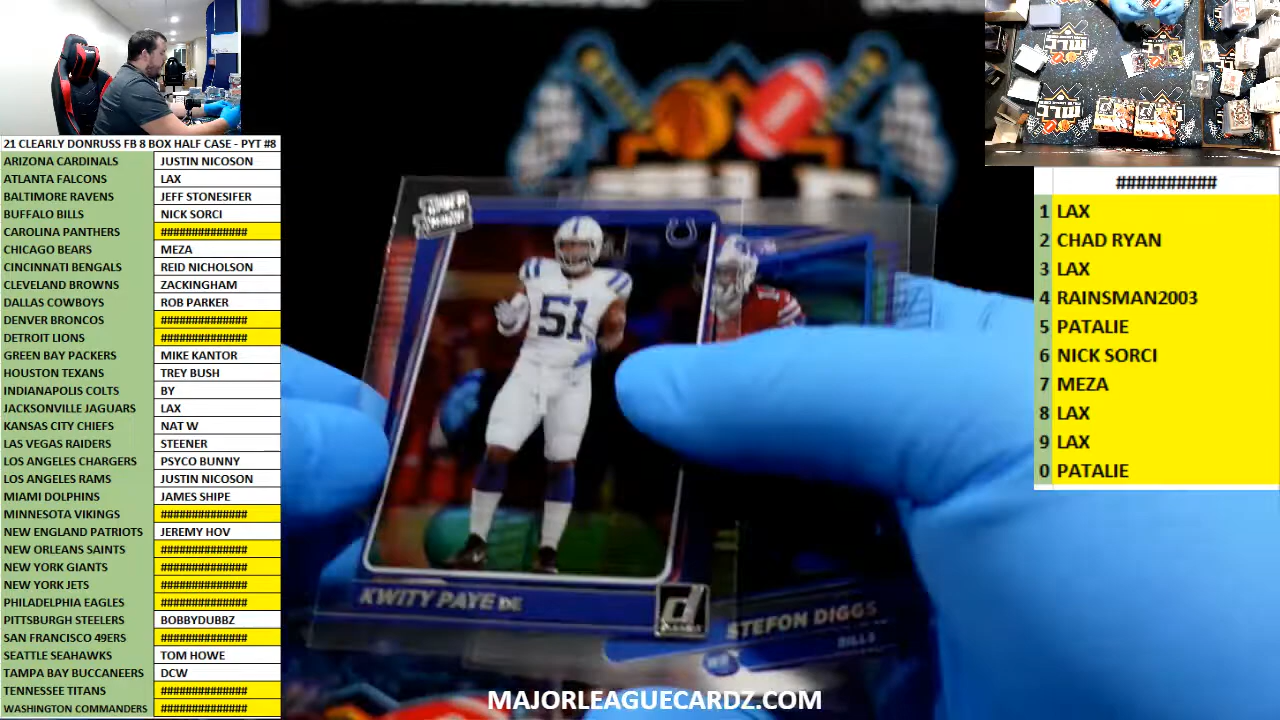 21 CLEARLY DONRUSS FB 8 BOX HALF CASE - PYT #8
ARIZONA CARDINALS JUSTIN NICOSON
ATLANTA FALCONS LAX
BALTIMORE RAVENS JEFF STONESIFER
BUFFALO BILLS NICK SORCI
CAROLINA PANTHERS ##############
CHICAGO BEARS MEZA
CINCINNATI BENGALS REID NICHOLSON
CLEVELAND BROWNS ZACKINGHAM
DALLAS COWBOYS ROB PARKER
DENVER BRONCOS ##############
DETROIT LIONS ##############
GREEN BAY PACKERS MIKE KANTOR
HOUSTON TEXANS TREY BUSH
INDIANAPOLIS COLTS BY
JACKSONVILLE JAGUARS LAX
KANSAS CITY CHIEFS NAT W
LAS VEGAS RAIDERS STEENER
LOS ANGELES CHARGERS PSYCO BUNNY
LOS ANGELES RAMS JUSTIN NICOSON
MIAMI DOLPHINS JAMES SHIPE
MINNESOTA VIKINGS ##############
NEW ENGLAND PATRIOTS JEREMY HOV
NEW ORLEANS SAINTS ##############
NEW YORK GIANTS ##############
NEW YORK JETS ##############
PHILADELPHIA EAGLES ##############
PITTSBURGH STEELERS BOBBYDUBBZ
SAN FRANCISCO 49ERS ##############
SEATTLE SEAHAWKS TOM HOWE
TAMPA BAY BUCCANEERS DCW
TENNESSEE TITANS ##############
WASHINGTON COMMANDERS ##############
51
KWITY PAYE DE
d
STEFON DIGGS
BILLS
MAJORLEAGUECARDZ.COM
##########
1 LAX
2 CHAD RYAN
3 LAX
4 RAINSMAN2003
5 PATALIE
6 NICK SORCI
7 MEZA
8 LAX
9 LAX
0 PATALIE